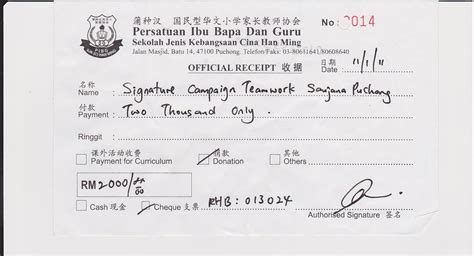 蒲种汉 国民型华文小学家长教师协会
Persatuan Ibu Bapa Dan Guru
Sekolah Jenis Kebangsaan Cina Han Ming
Jalan Masjid, Batu 14, 47100 Puchong. Telefon/Faksi: 03-80611641/80608640
No: 0014
OFFICIAL RECEIPT 收据
日期 Date 11/1/11
名称 Name Signature Campaign Teamwork Saujana Puchong
付款 Payment Two Thousand Only.
Ringgit :
课外活动收费 Payment for Curriculum
捐款 Donation
其他 Others
RM2000/00
Cash 现金 Cheque 支票 RHB: 013024
Authorised Signature 签名